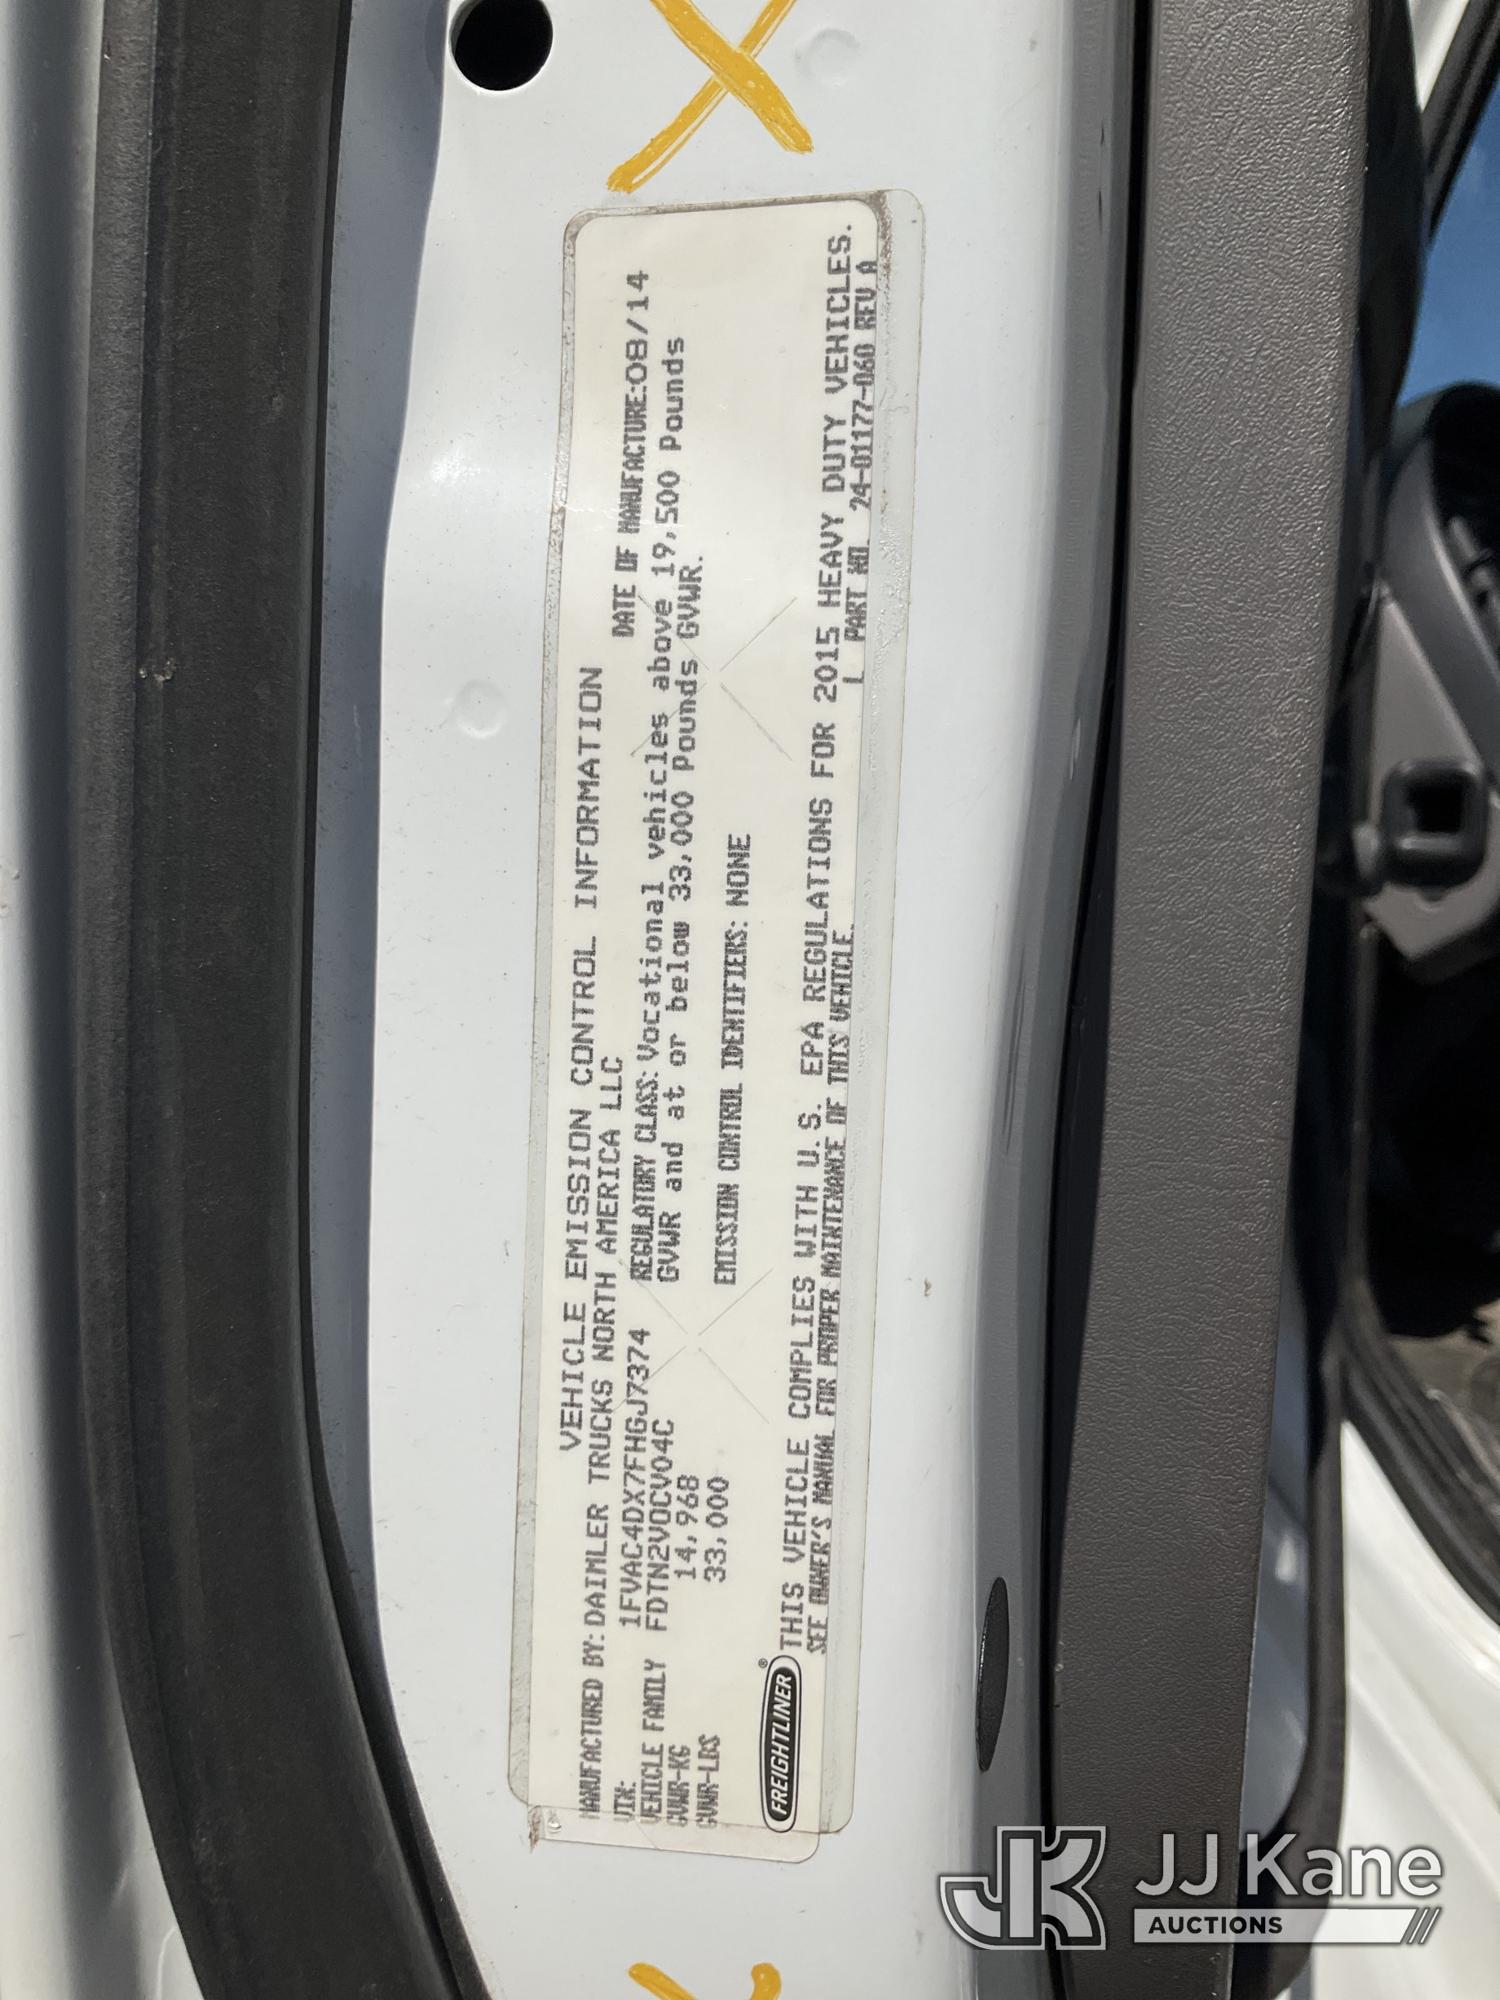 VEHICLE EMISSION CONTROL INFORMATION
MANUFACTURED BY: DAIMLER TRUCKS NORTH AMERICA LLC
DATE OF MANUFACTURE:08/14
VIN: 1FVAC4DX7FHGJ7374
REGULATORY CLASS: Vocational vehicles above 19,500 Pounds
VEHICLE FAMILY FDTN2VOCV04C
GVWR and at or below 33,000 Pounds GVWR.
GVWR-KG 14,968
GVWR-LBS 33,000
EMISSION CONTROL IDENTIFIERS: NONE
FREIGHTLINER®
THIS VEHICLE COMPLIES WITH U.S. EPA REGULATIONS FOR 2015 HEAVY DUTY VEHICLES.
SEE OWNER'S MANUAL FOR PROPER MAINTENANCE OF THIS VEHICLE.
PART NO. 24-01177-060 REV A
JK JJ Kane
AUCTIONS